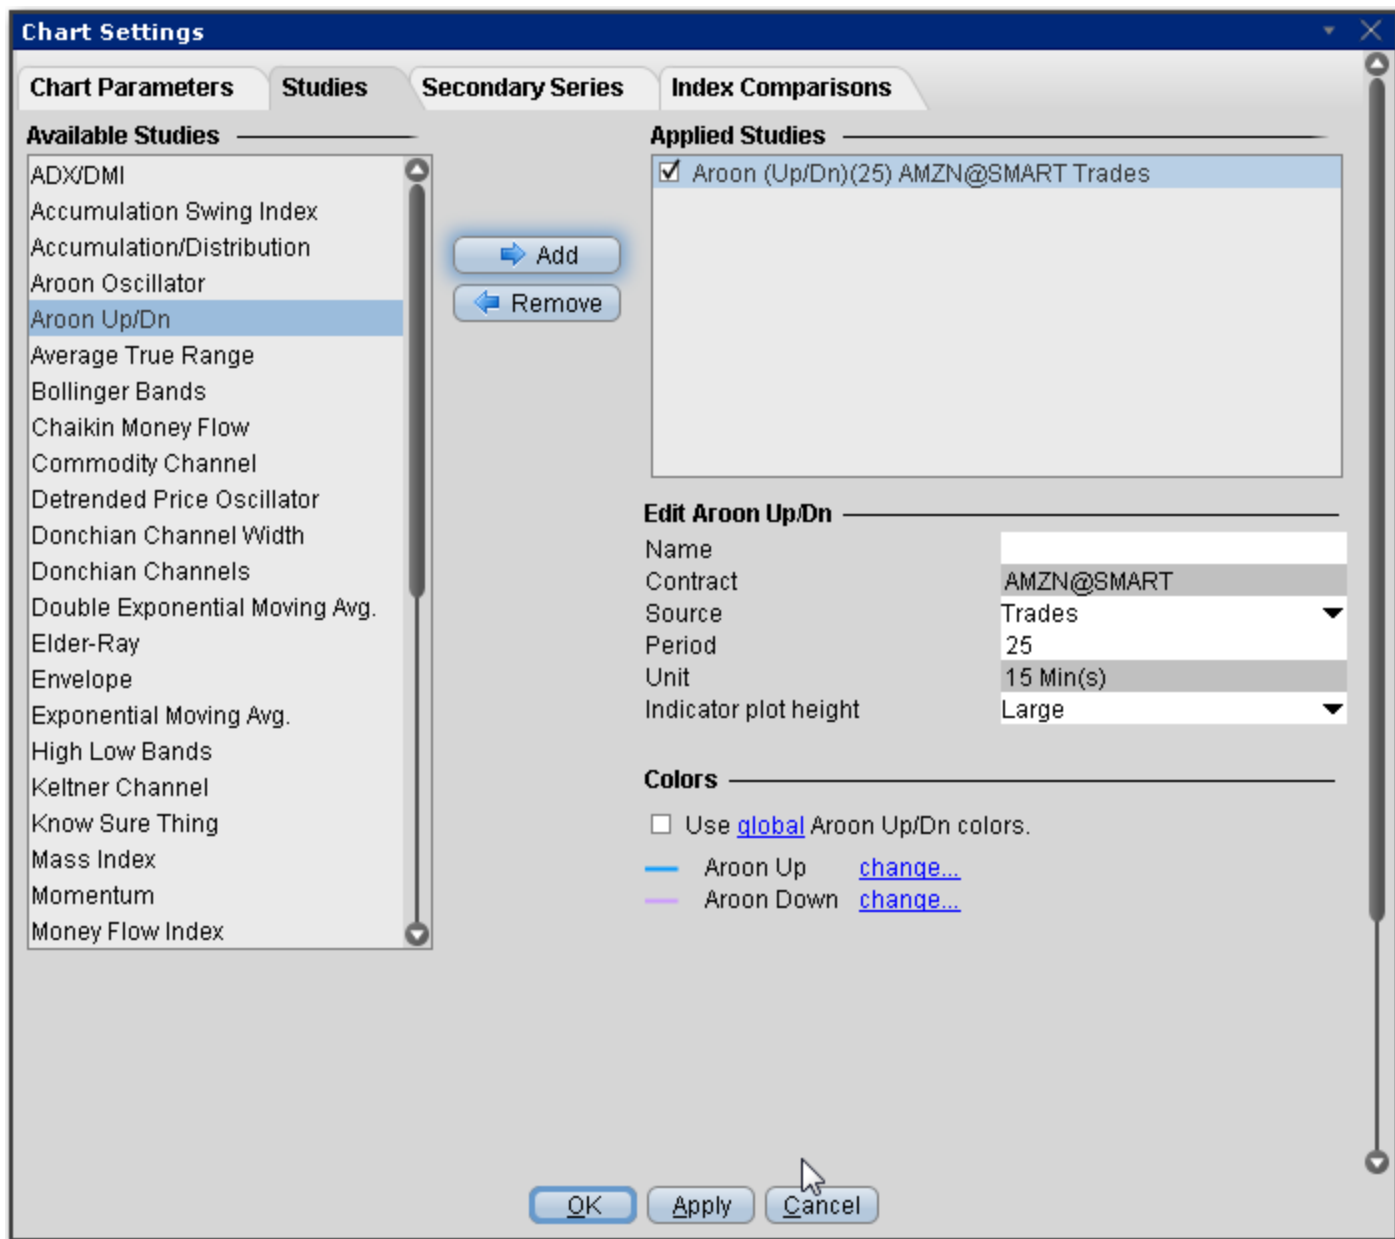 Chart Settings
Chart Parameters
Studies
Secondary Series
Index Comparisons
Available Studies
ADX/DMI
Accumulation Swing Index
Accumulation/Distribution
Aroon Oscillator
Aroon Up/Dn
Average True Range
Bollinger Bands
Chaikin Money Flow
Commodity Channel
Detrended Price Oscillator
Donchian Channel Width
Donchian Channels
Double Exponential Moving Avg.
Elder-Ray
Envelope
Exponential Moving Avg.
High Low Bands
Keltner Channel
Know Sure Thing
Mass Index
Momentum
Money Flow Index
Add
Remove
Applied Studies
Aroon (Up/Dn)(25) AMZN@SMART Trades
Edit Aroon Up/Dn
Name
Contract AMZN@SMART
Source Trades
Period 25
Unit 15 Min(s)
Indicator plot height Large
Colors
Use global Aroon Up/Dn colors.
Aroon Up change...
Aroon Down change...
OK
Apply
Cancel